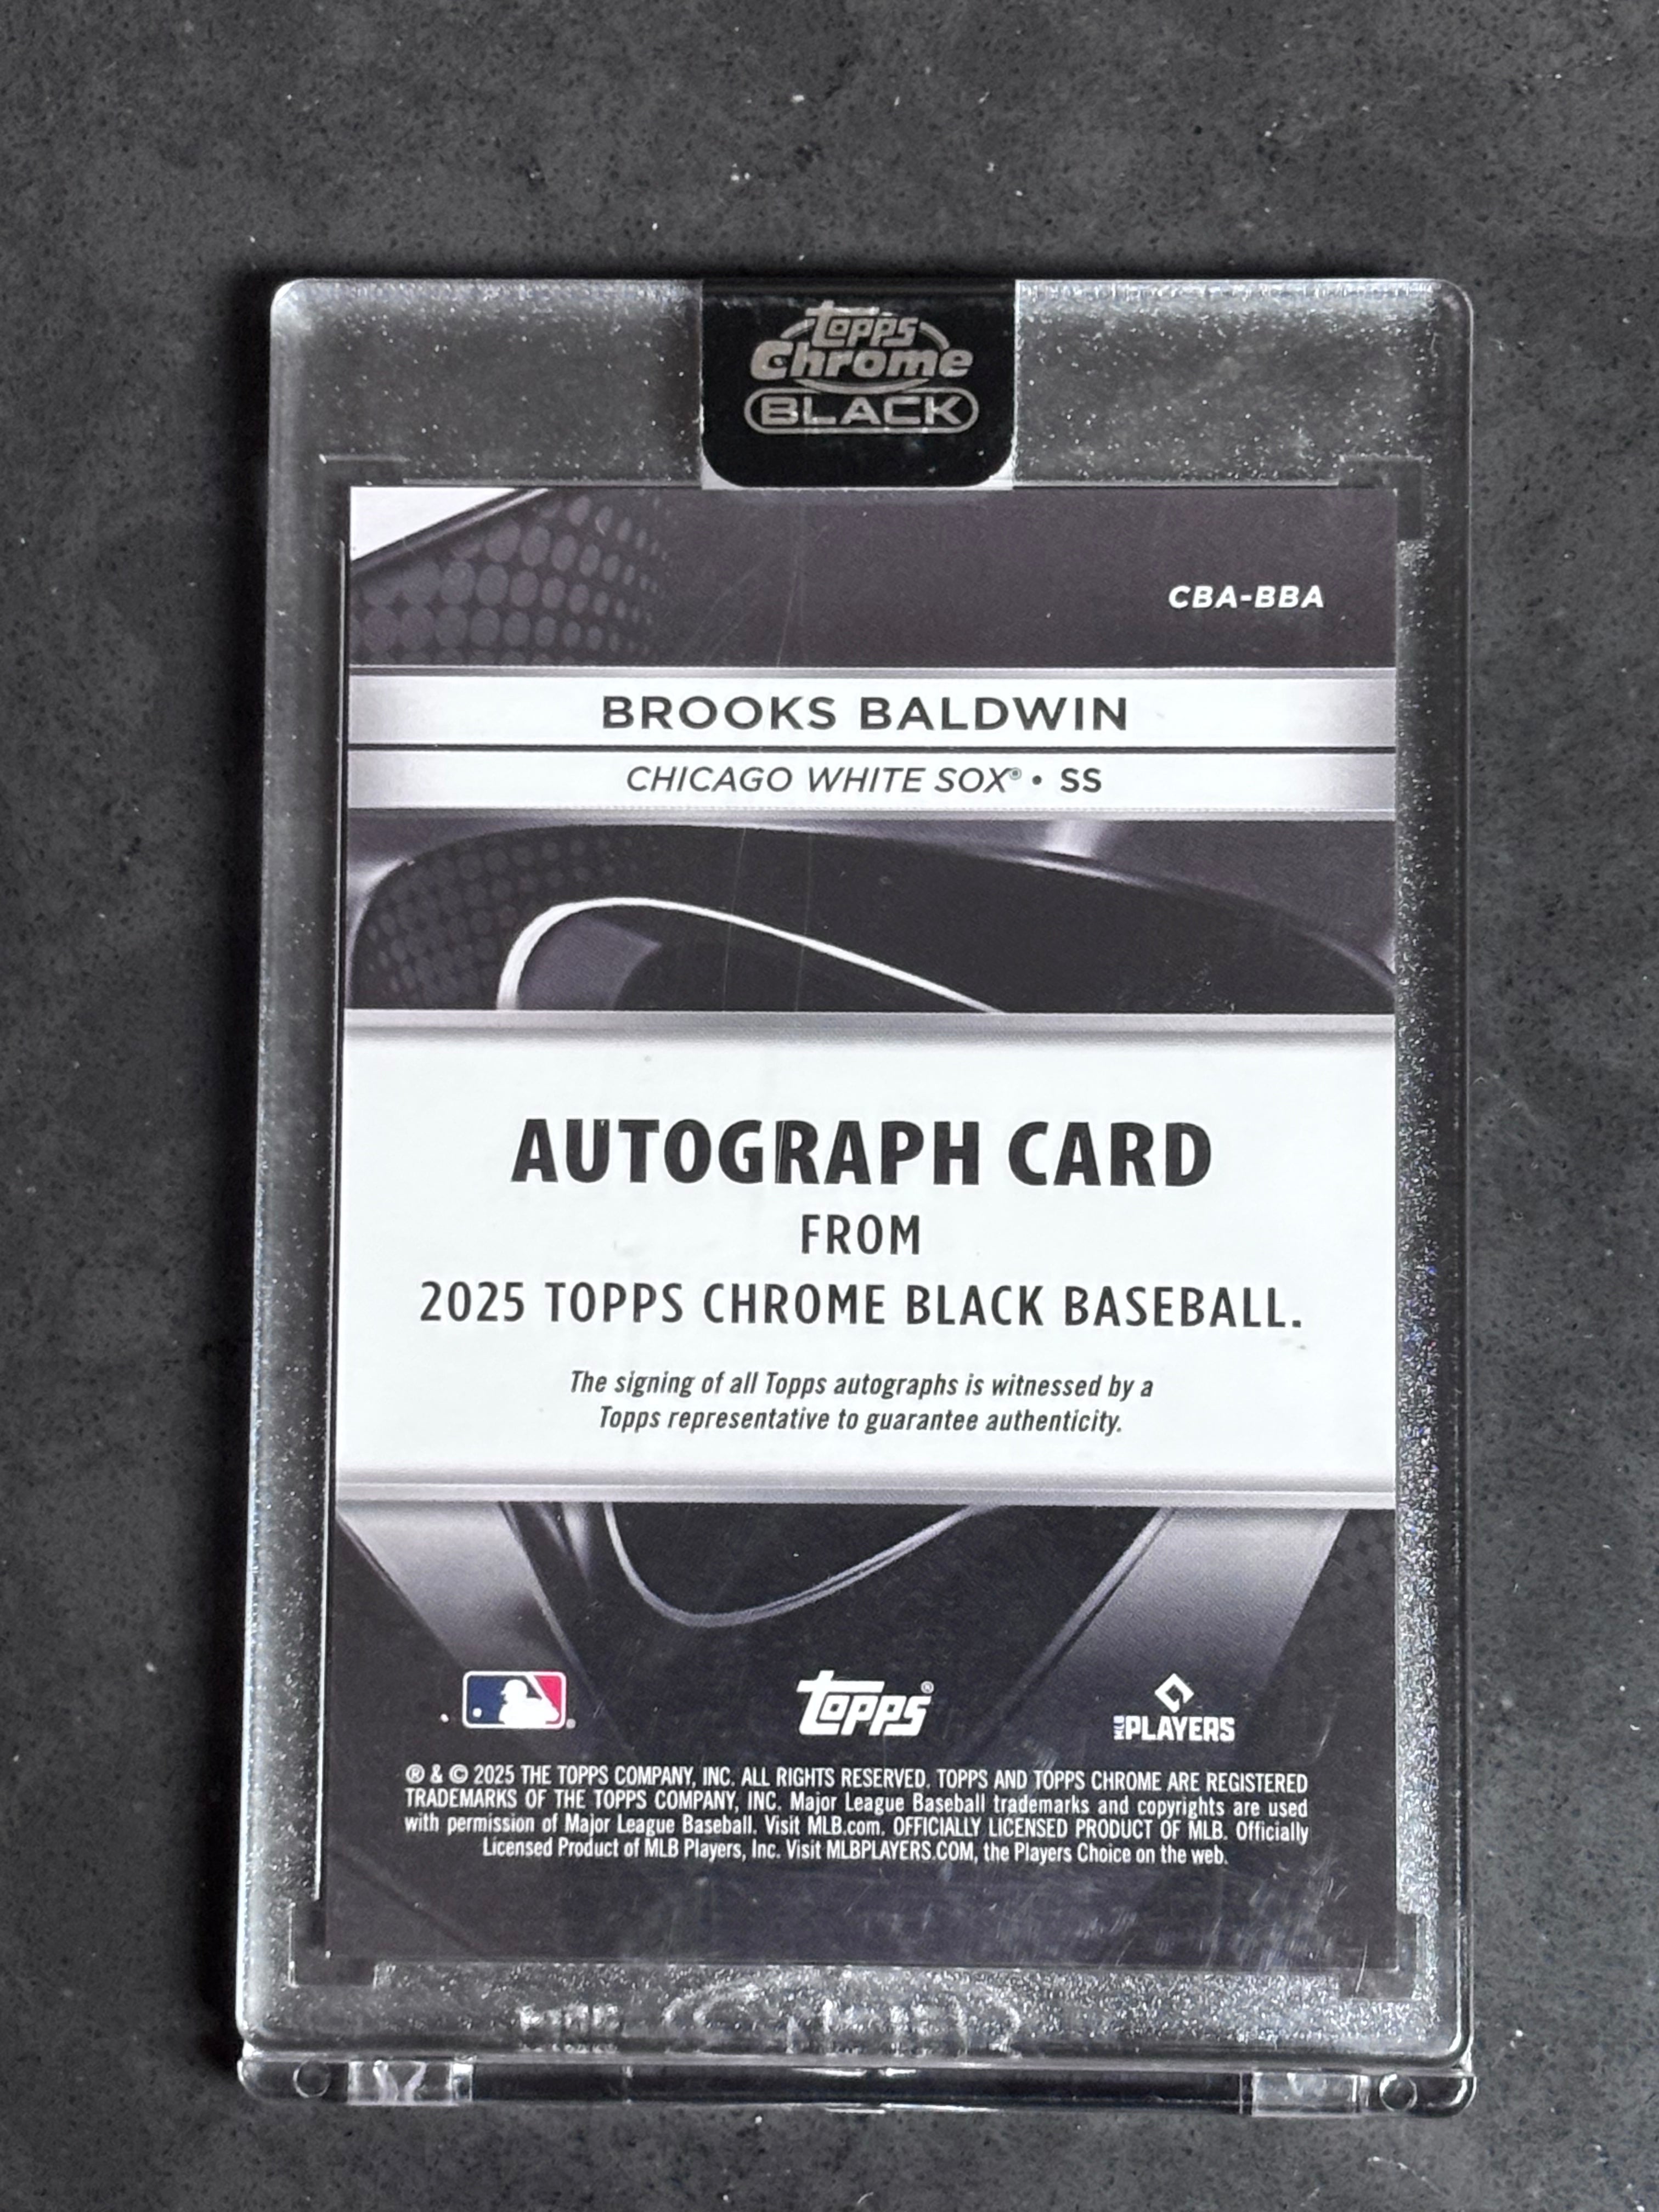 Topps
Chrome
BLACK
CBA-BBA
BROOKS BALDWIN
CHICAGO WHITE SOX® • SS
AUTOGRAPH CARD
FROM
2025 TOPPS CHROME BLACK BASEBALL.
The signing of all Topps autographs is witnessed by a
Topps representative to guarantee authenticity.
Topps®
MLB PLAYERS
® & © 2025 THE TOPPS COMPANY, INC. ALL RIGHTS RESERVED. TOPPS AND TOPPS CHROME ARE REGISTERED
TRADEMARKS OF THE TOPPS COMPANY, INC. Major League Baseball trademarks and copyrights are used
with permission of Major League Baseball. Visit MLB.com. OFFICIALLY LICENSED PRODUCT OF MLB. Officially
Licensed Product of MLB Players, Inc. Visit MLBPLAYERS.COM, the Players Choice on the web.